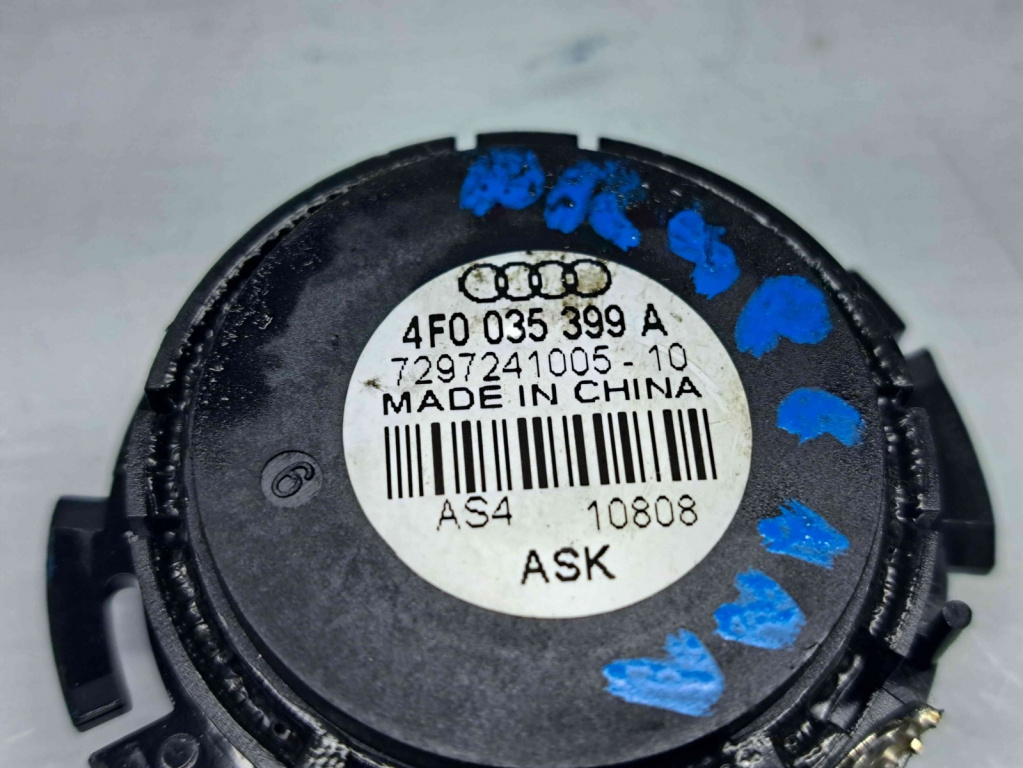 4F0 035 399 A
7297241005 - 10
MADE IN CHINA
AS4 10808
ASK